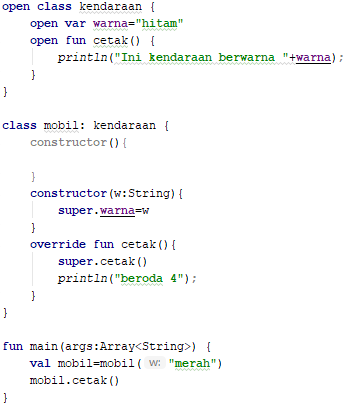 open class kendaraan {
    open var warna="hitam"
    open fun cetak() {
        println("Ini kendaraan berwarna "+warna);
    }
}
class mobil: kendaraan {
    constructor(){
    }
    constructor(w:String){
        super.warna=w
    }
    override fun cetak(){
        super.cetak()
        println("beroda 4");
    }
}
fun main(args:Array<String>) {
    val mobil=mobil( w: "merah")
    mobil.cetak()
}